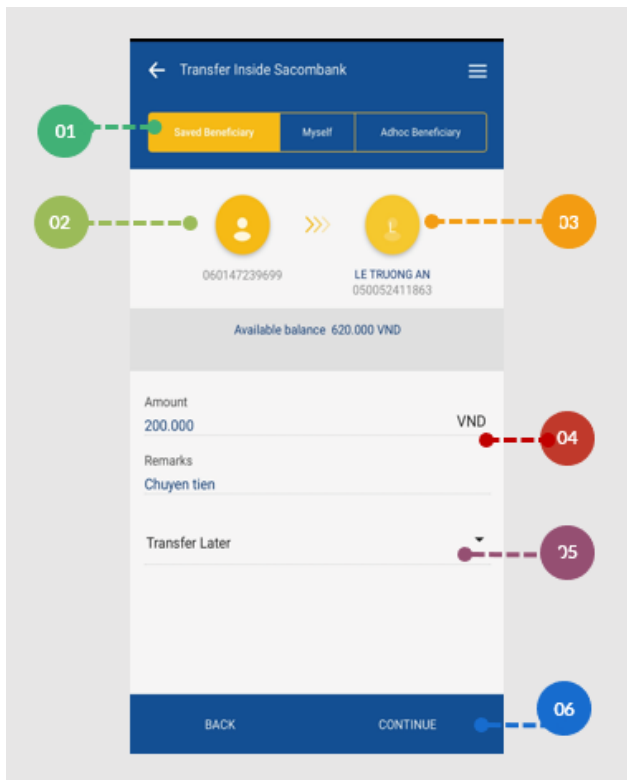 Transfer Inside Sacombank
01
Saved Beneficiary Myself Adhoc Beneficiary
02
03
L
060147239699
LE TRUONG AN
050052411863
Available balance 620.000 VND
Amount
200.000 VND
04
Remarks
Chuyen tien
Transfer Later
05
BACK CONTINUE
06